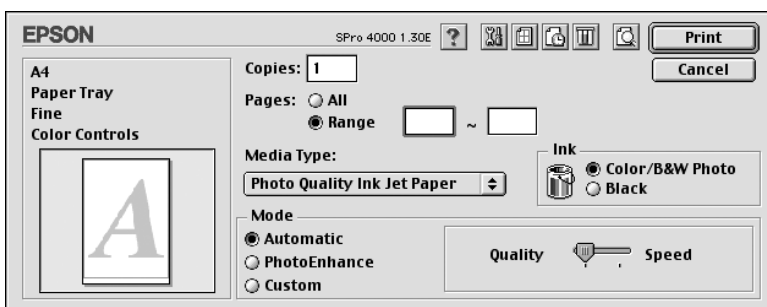 EPSON
SPro 4000 1.30E
?
Print
Cancel
A4
Paper Tray
Fine
Color Controls
A
Copies: 1
Pages: All
Range ~
Media Type:
Photo Quality Ink Jet Paper
Ink
Color/B&W Photo
Black
Mode
Automatic
PhotoEnhance
Custom
Quality Speed